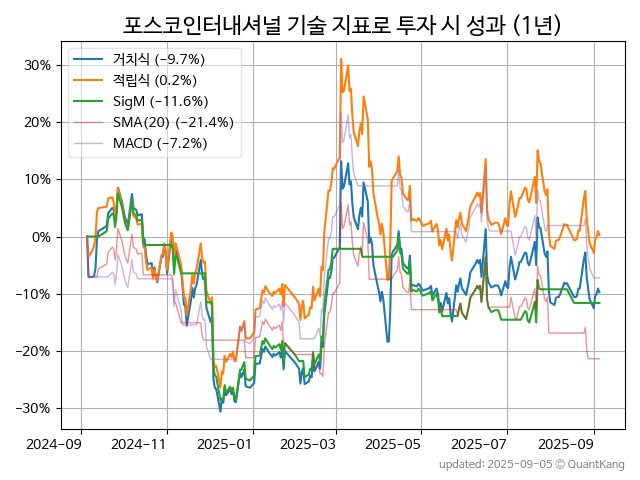 포스코인터내셔널 기술 지표로 투자 시 성과 (1년)
거치식 (−9.7%)
적립식 (0.2%)
SigM (−11.6%)
SMA(20) (−21.4%)
MACD (−7.2%)
30%
20%
10%
0%
−10%
−20%
−30%
2024-09 2024-11 2025-01 2025-03 2025-05 2025-07 2025-09
updated: 2025-09-05 © QuantKang